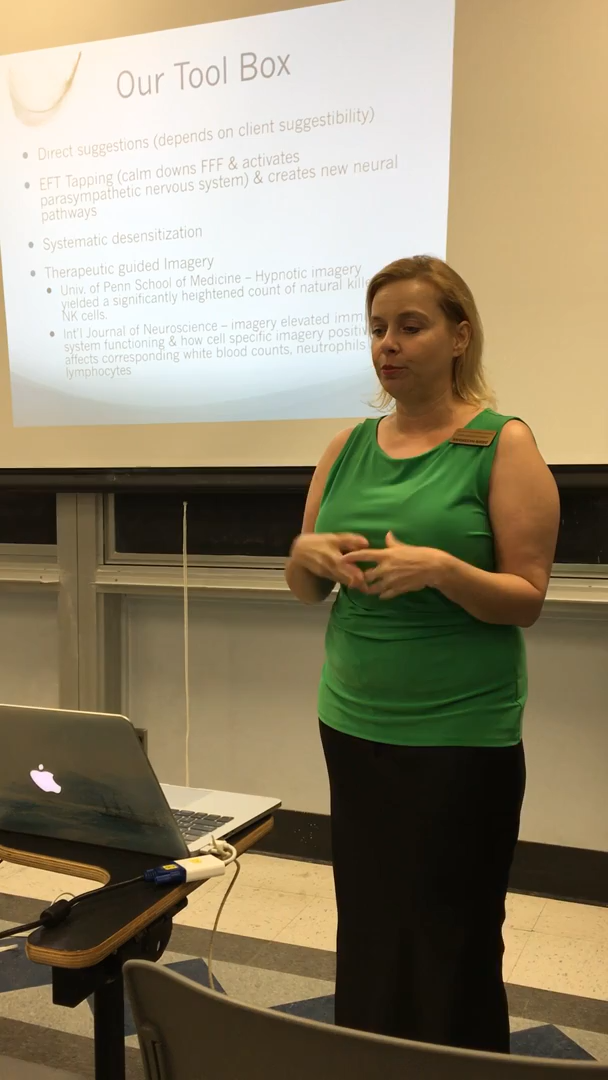 Our Tool Box
• Direct suggestions (depends on client suggestibility)
• EFT Tapping (calm downs FFF & activates
parasympathetic nervous system) & creates new neural
pathways
• Systematic desensitization
• Therapeutic guided Imagery
• Univ. of Penn School of Medicine – Hypnotic imagery
yielded a significantly heightened count of natural kille
NK cells.
• Int'l Journal of Neuroscience – imagery elevated imm
system functioning & how cell specific imagery positiv
affects corresponding white blood counts, neutrophils
lymphocytes